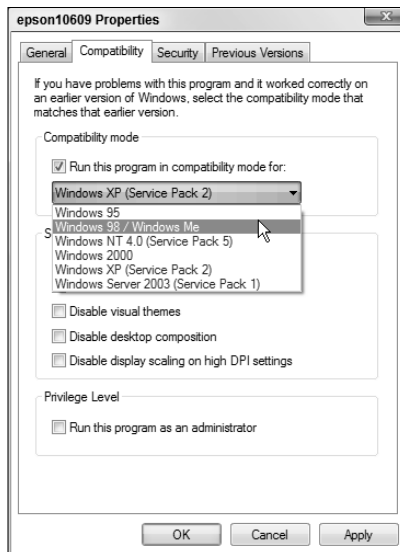 epson10609 Properties
General
Compatibility
Security
Previous Versions
If you have problems with this program and it worked correctly on
an earlier version of Windows, select the compatibility mode that
matches that earlier version.
Compatibility mode
Run this program in compatibility mode for:
Windows XP (Service Pack 2)
Windows 95
Windows 98 / Windows Me
Windows NT 4.0 (Service Pack 5)
Windows 2000
Windows XP (Service Pack 2)
Windows Server 2003 (Service Pack 1)
S
Disable visual themes
Disable desktop composition
Disable display scaling on high DPI settings
Privilege Level
Run this program as an administrator
OK
Cancel
Apply